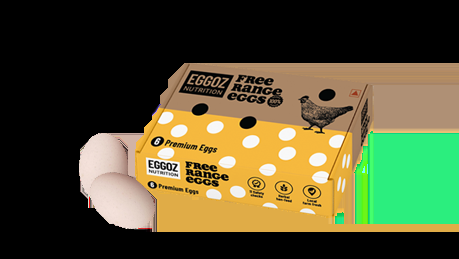 EGGOZ
NUTRITION
FRee
RANGe
eGGS
100%
6 Premium Eggs
EGGOZ
NUTRITION
FRee
RANGe
eGGS
6 Premium Eggs